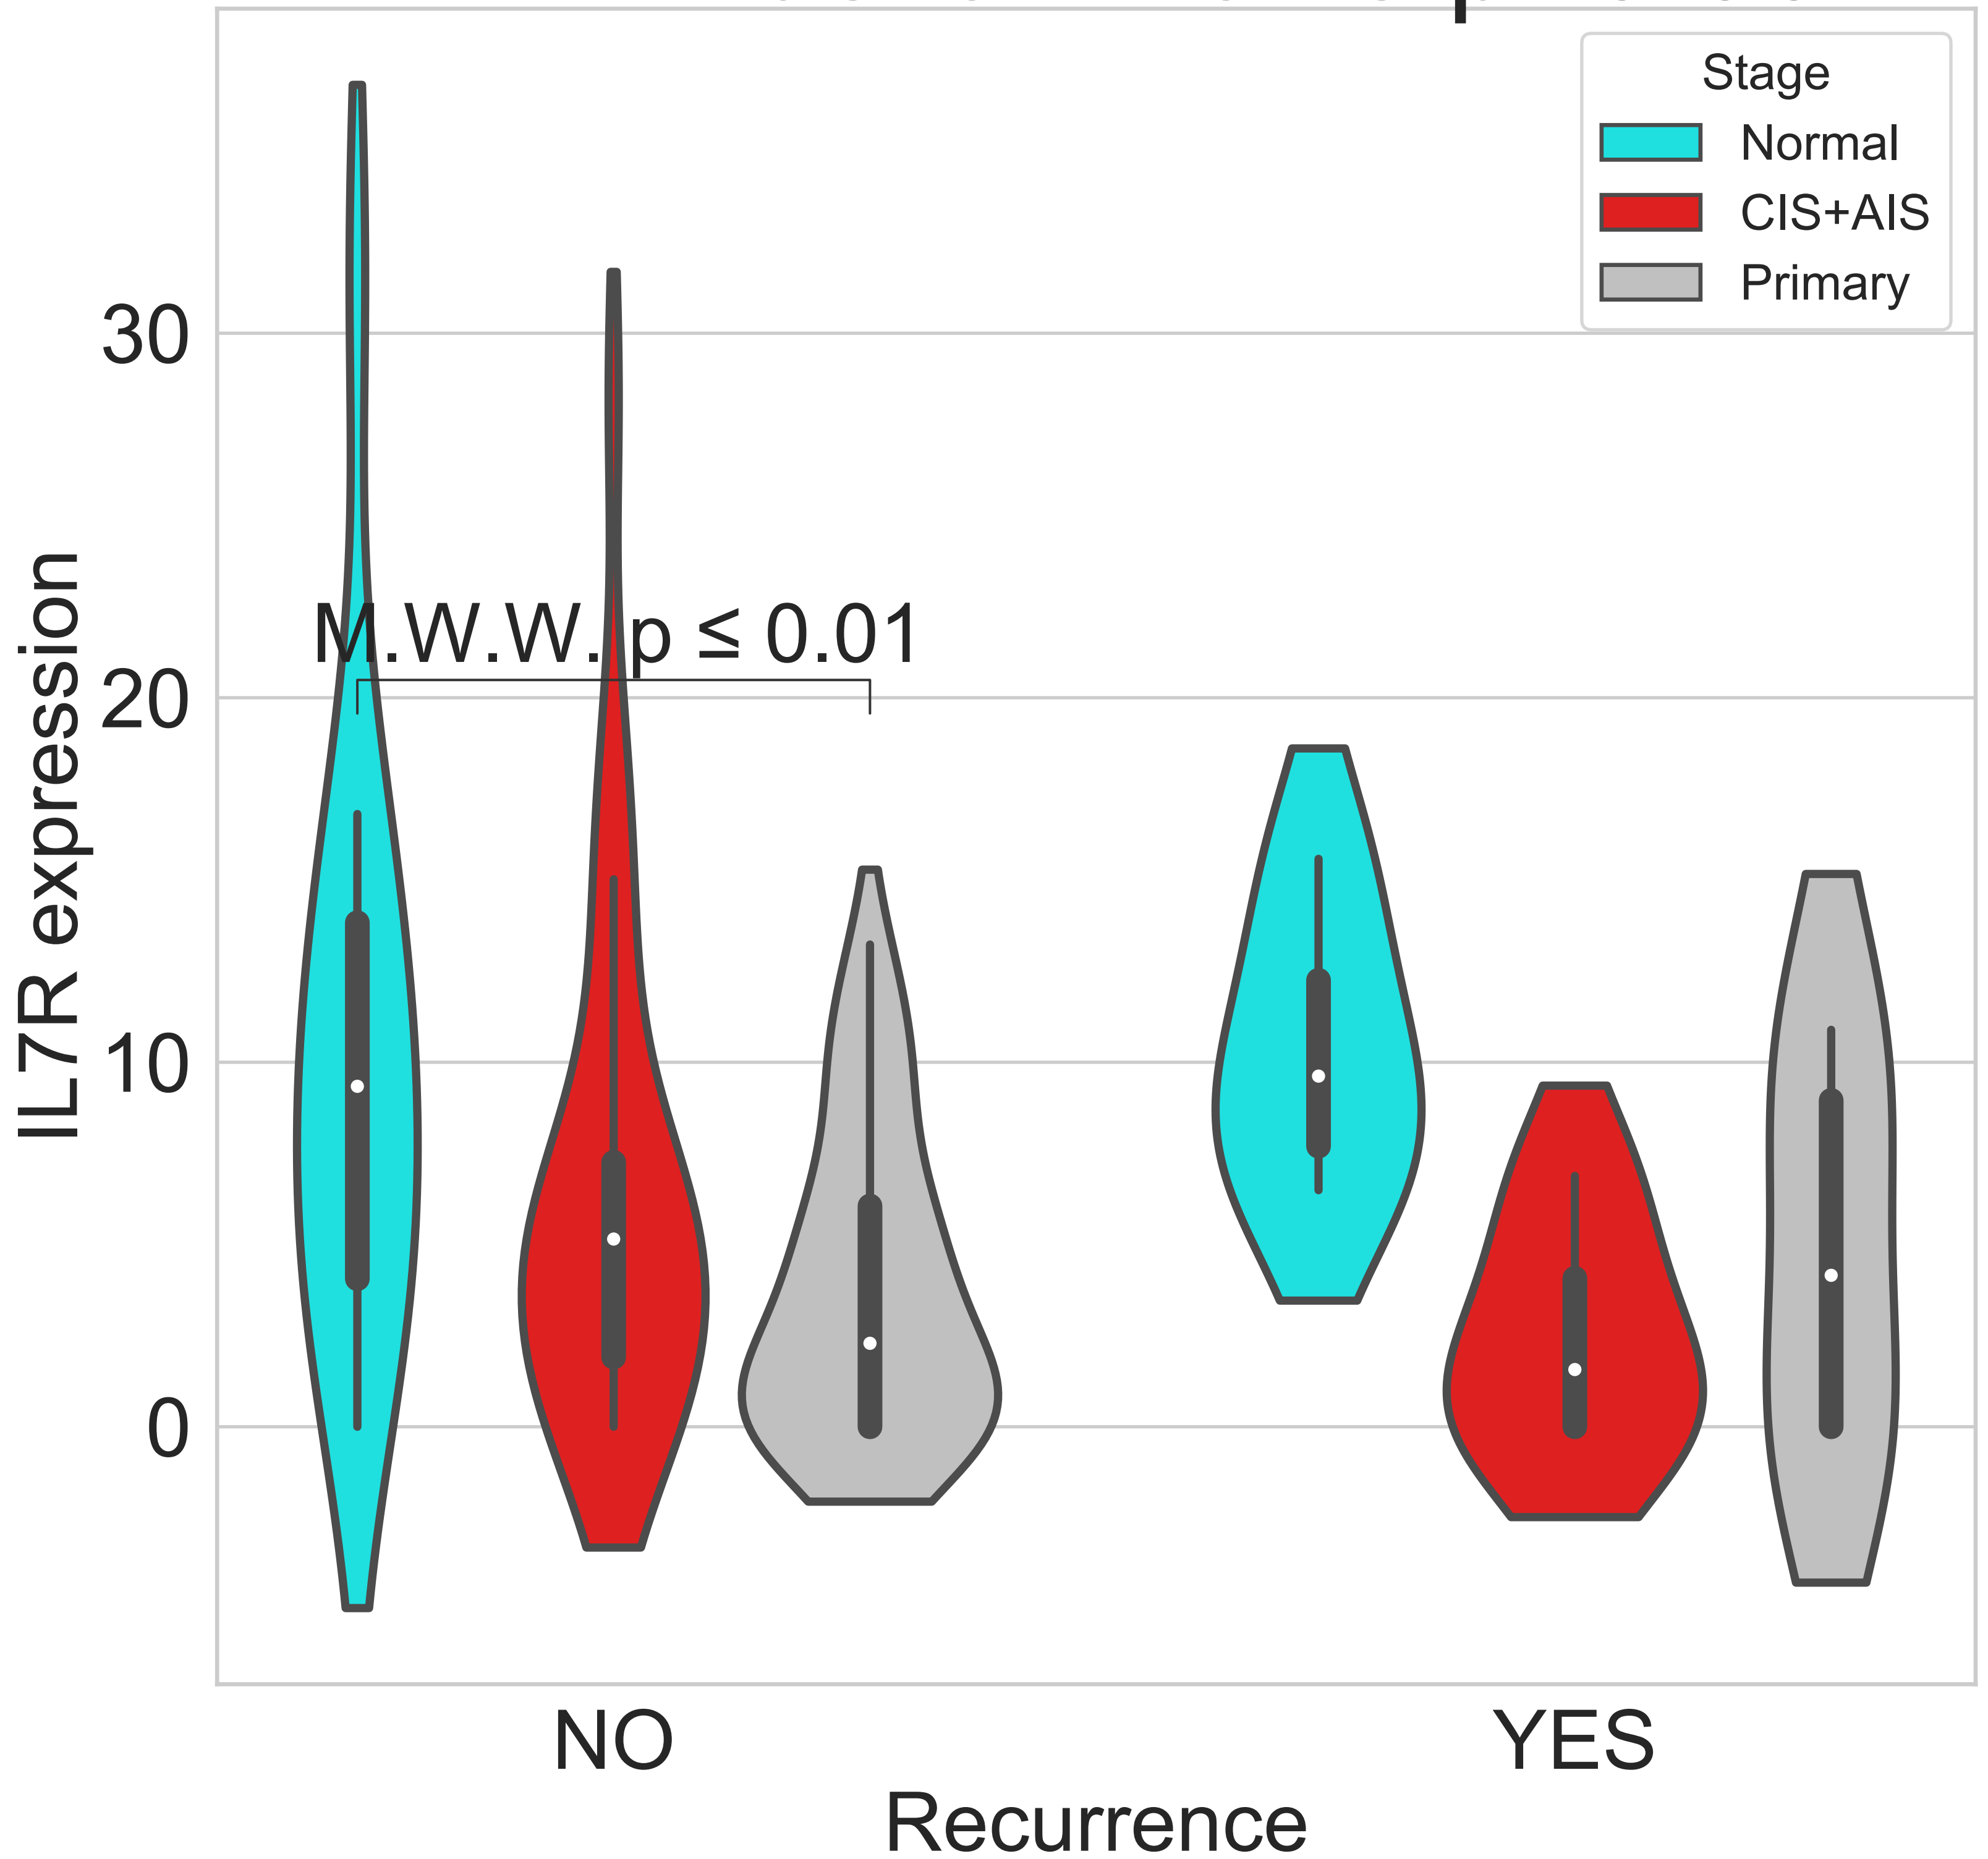 Stage
Normal
CIS+AIS
Primary
30
20
10
0
IL7R expression
M.W.W. p ≤ 0.01
NO
YES
Recurrence